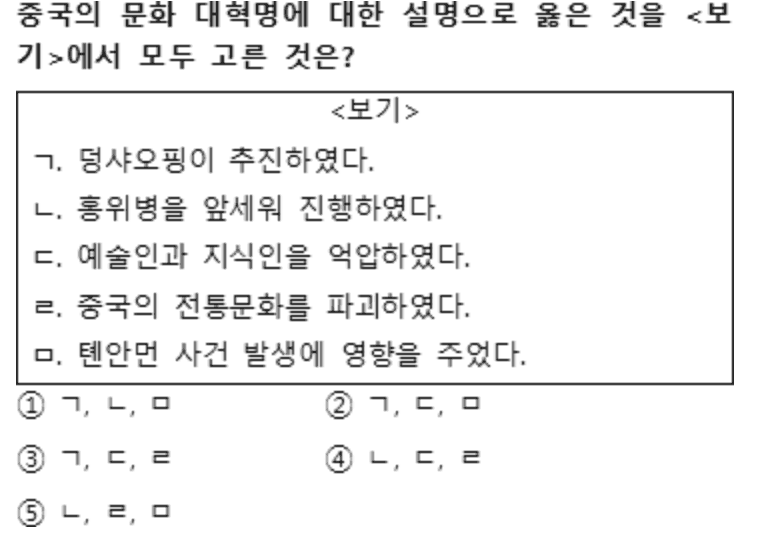 중국의 문화 대혁명에 대한 설명으로 옳은 것을 <보
기>에서 모두 고른 것은?
<보기>
ㄱ. 덩샤오핑이 추진하였다.
ㄴ. 홍위병을 앞세워 진행하였다.
ㄷ. 예술인과 지식인을 억압하였다.
ㄹ. 중국의 전통문화를 파괴하였다.
ㅁ. 톈안먼 사건 발생에 영향을 주었다.
① ㄱ, ㄴ, ㅁ ② ㄱ, ㄷ, ㅁ
③ ㄱ, ㄷ, ㄹ ④ ㄴ, ㄷ, ㄹ
⑤ ㄴ, ㄹ, ㅁ